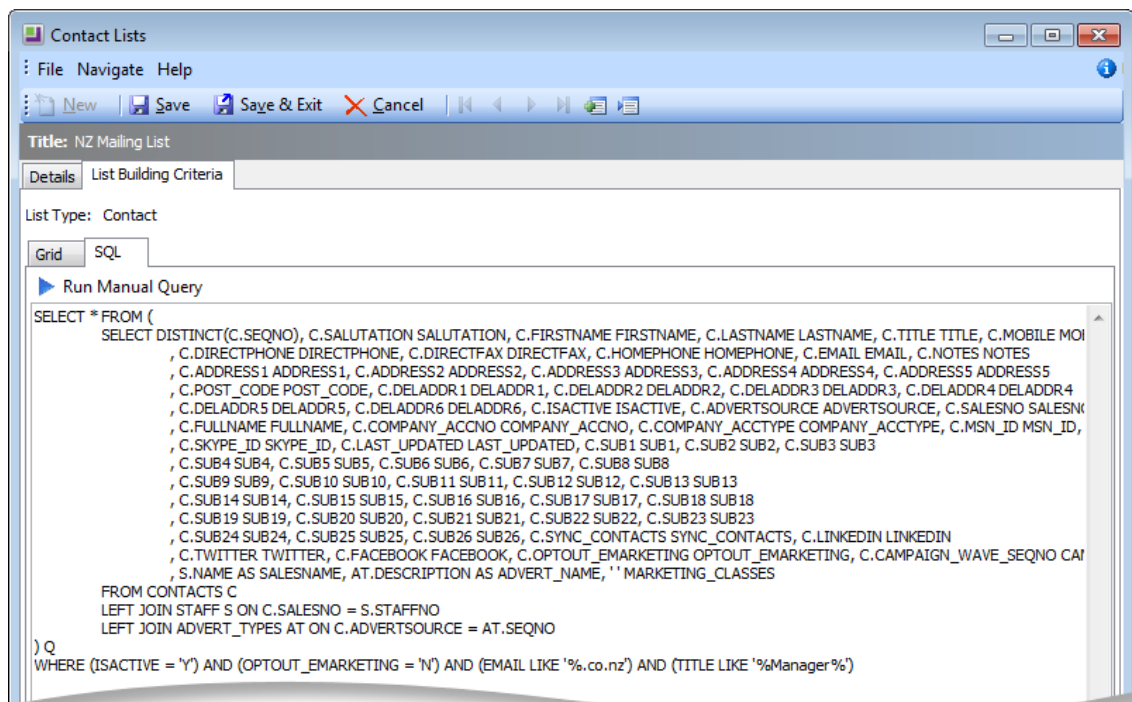 Contact Lists
File Navigate Help
New Save Save & Exit Cancel
Title: NZ Mailing List
Details List Building Criteria
List Type: Contact
Grid SQL
Run Manual Query
SELECT * FROM (
SELECT DISTINCT(C.SEQNO), C.SALUTATION SALUTATION, C.FIRSTNAME FIRSTNAME, C.LASTNAME LASTNAME, C.TITLE TITLE, C.MOBILE
, C.DIRECTPHONE DIRECTPHONE, C.DIRECTFAX DIRECTFAX, C.HOMEPHONE HOMEPHONE, C.EMAIL EMAIL, C.NOTES NOTES
, C.ADDRESS1 ADDRESS1, C.ADDRESS2 ADDRESS2, C.ADDRESS3 ADDRESS3, C.ADDRESS4 ADDRESS4, C.ADDRESS5 ADDRESS5
, C.POST_CODE POST_CODE, C.DELADDR1 DELADDR1, C.DELADDR2 DELADDR2, C.DELADDR3 DELADDR3, C.DELADDR4 DELADDR4
, C.DELADDR5 DELADDR5, C.DELADDR6 DELADDR6, C.ISACTIVE ISACTIVE, C.ADVERTSOURCE ADVERTSOURCE, C.SALESNO
, C.FULLNAME FULLNAME, C.COMPANY_ACCNO COMPANY_ACCNO, C.COMPANY_ACCTYPE COMPANY_ACCTYPE, C.MSN_ID MSN_ID,
, C.SKYPE_ID SKYPE_ID, C.LAST_UPDATED LAST_UPDATED, C.SUB1 SUB1, C.SUB2 SUB2, C.SUB3 SUB3
, C.SUB4 SUB4, C.SUB5 SUB5, C.SUB6 SUB6, C.SUB7 SUB7, C.SUB8 SUB8
, C.SUB9 SUB9, C.SUB10 SUB10, C.SUB11 SUB11, C.SUB12 SUB12, C.SUB13 SUB13
, C.SUB14 SUB14, C.SUB15 SUB15, C.SUB16 SUB16, C.SUB17 SUB17, C.SUB18 SUB18
, C.SUB19 SUB19, C.SUB20 SUB20, C.SUB21 SUB21, C.SUB22 SUB22, C.SUB23 SUB23
, C.SUB24 SUB24, C.SUB25 SUB25, C.SUB26 SUB26, C.SYNC_CONTACTS SYNC_CONTACTS, C.LINKEDIN LINKEDIN
, C.TWITTER TWITTER, C.FACEBOOK FACEBOOK, C.OPTOUT_EMARKETING OPTOUT_EMARKETING, C.CAMPAIGN_WAVE_SEQNO
, S.NAME AS SALESNAME, AT.DESCRIPTION AS ADVERT_NAME, ' ' MARKETING_CLASSES
FROM CONTACTS C
LEFT JOIN STAFF S ON C.SALESNO = S.STAFFNO
LEFT JOIN ADVERT_TYPES AT ON C.ADVERTSOURCE = AT.SEQNO
) Q
WHERE (ISACTIVE = 'Y') AND (OPTOUT_EMARKETING = 'N') AND (EMAIL LIKE '%.co.nz') AND (TITLE LIKE '%Manager%')